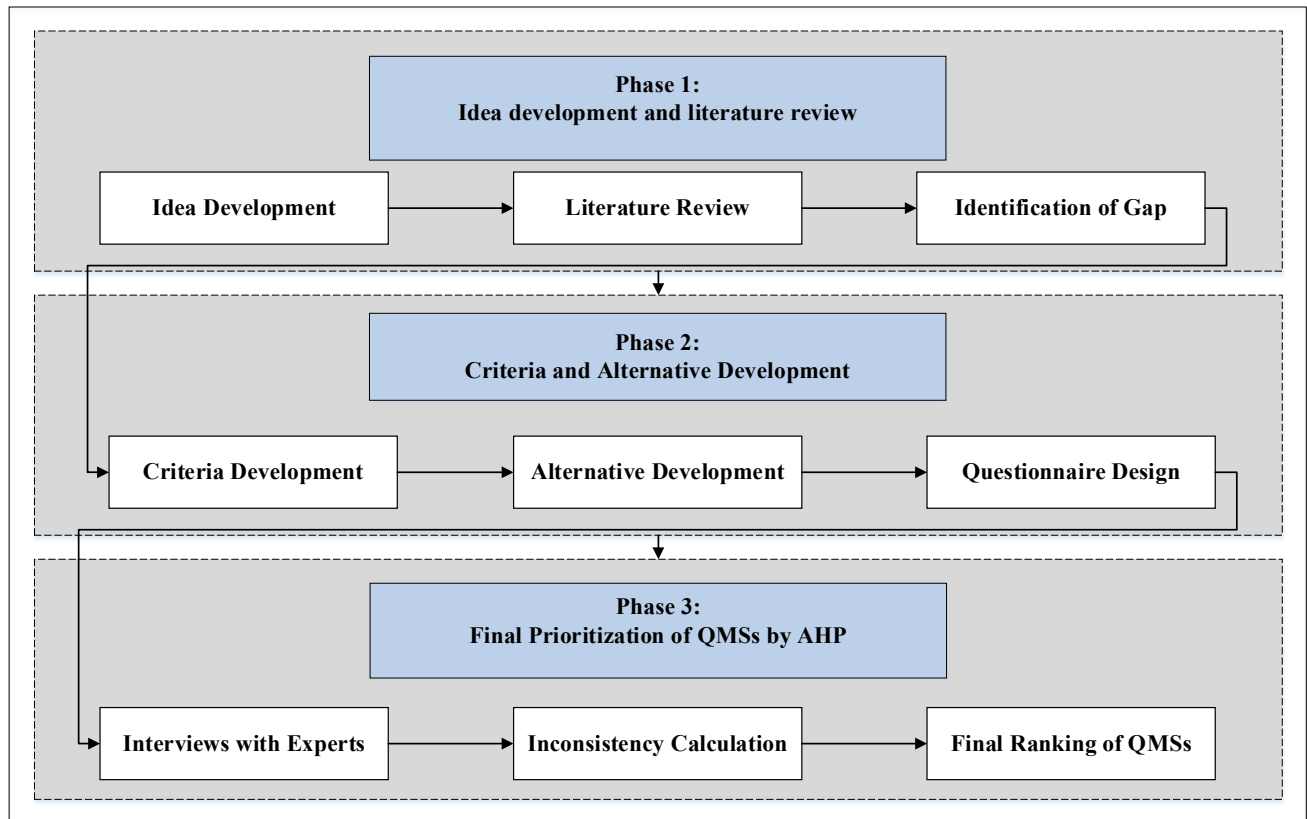 Phase 1:
Idea development and literature review
Idea Development
Literature Review
Identification of Gap
Phase 2:
Criteria and Alternative Development
Criteria Development
Alternative Development
Questionnaire Design
Phase 3:
Final Prioritization of QMSs by AHP
Interviews with Experts
Inconsistency Calculation
Final Ranking of QMSs